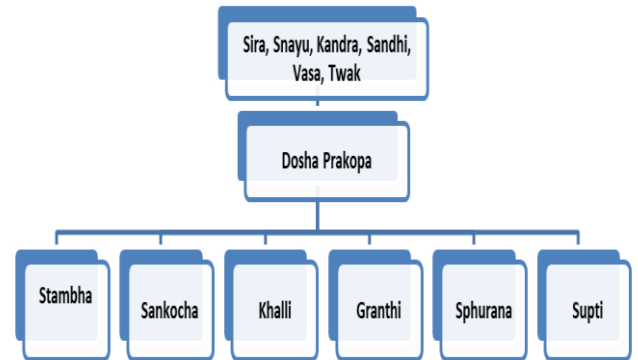 Sira, Snayu, Kandra, Sandhi,
Vasa, Twak
Dosha Prakopa
Stambha
Sankocha
Khalli
Granthi
Sphurana
Supti